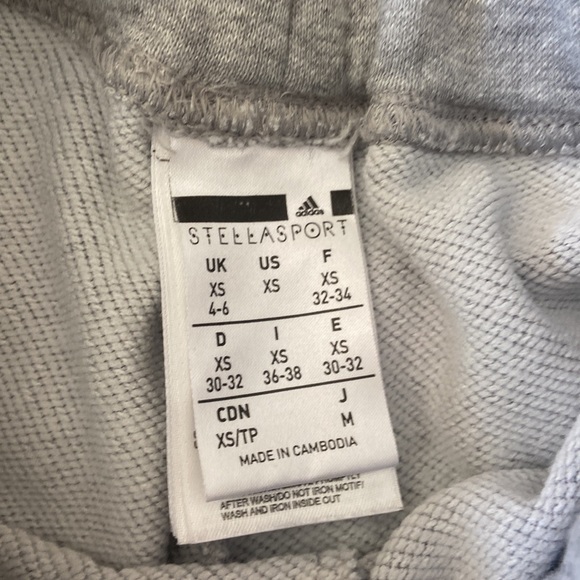 adidas
STELLASPORT
UK US F
XS XS XS
4-6 32-34
D I E
XS XS XS
30-32 36-38 30-32
CDN J
XS/TP M
MADE IN CAMBODIA
AFTER WASH/DO NOT IRON MOTIF/
WASH AND IRON INSIDE OUT